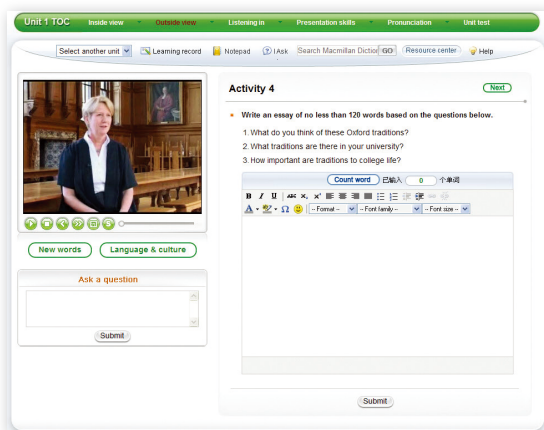 Unit 1 TOC Inside view Outside view Listening in Presentation skills Pronunciation Unit test
Select another unit Learning record Notepad I Ask Search Macmillan Diction GO Resource center Help
Activity 4 Next
Write an essay of no less than 120 words based on the questions below.
1. What do you think of these Oxford traditions?
2. What traditions are there in your university?
3. How important are traditions to college life?
Count word 已输入 0 个单词
B I U ABC X, X'
A Ω -- Format -- -- Font family -- -- Font size --
New words Language & culture
Ask a question
Submit
Submit